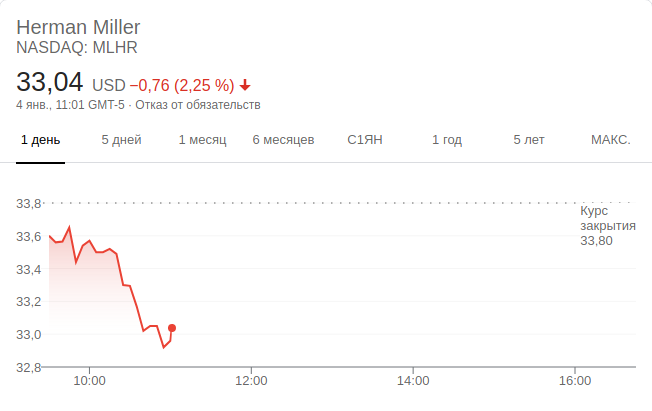 Herman Miller
NASDAQ: MLHR
33,04 USD −0,76 (2,25 %)
4 янв., 11:01 GMT-5 · Отказ от обязательств
1 день 5 дней 1 месяц 6 месяцев С1ЯН 1 год 5 лет МАКС.
33,8
Курс
закрытия
33,80
33,6
33,4
33,2
33,0
32,8
10:00 12:00 14:00 16:00